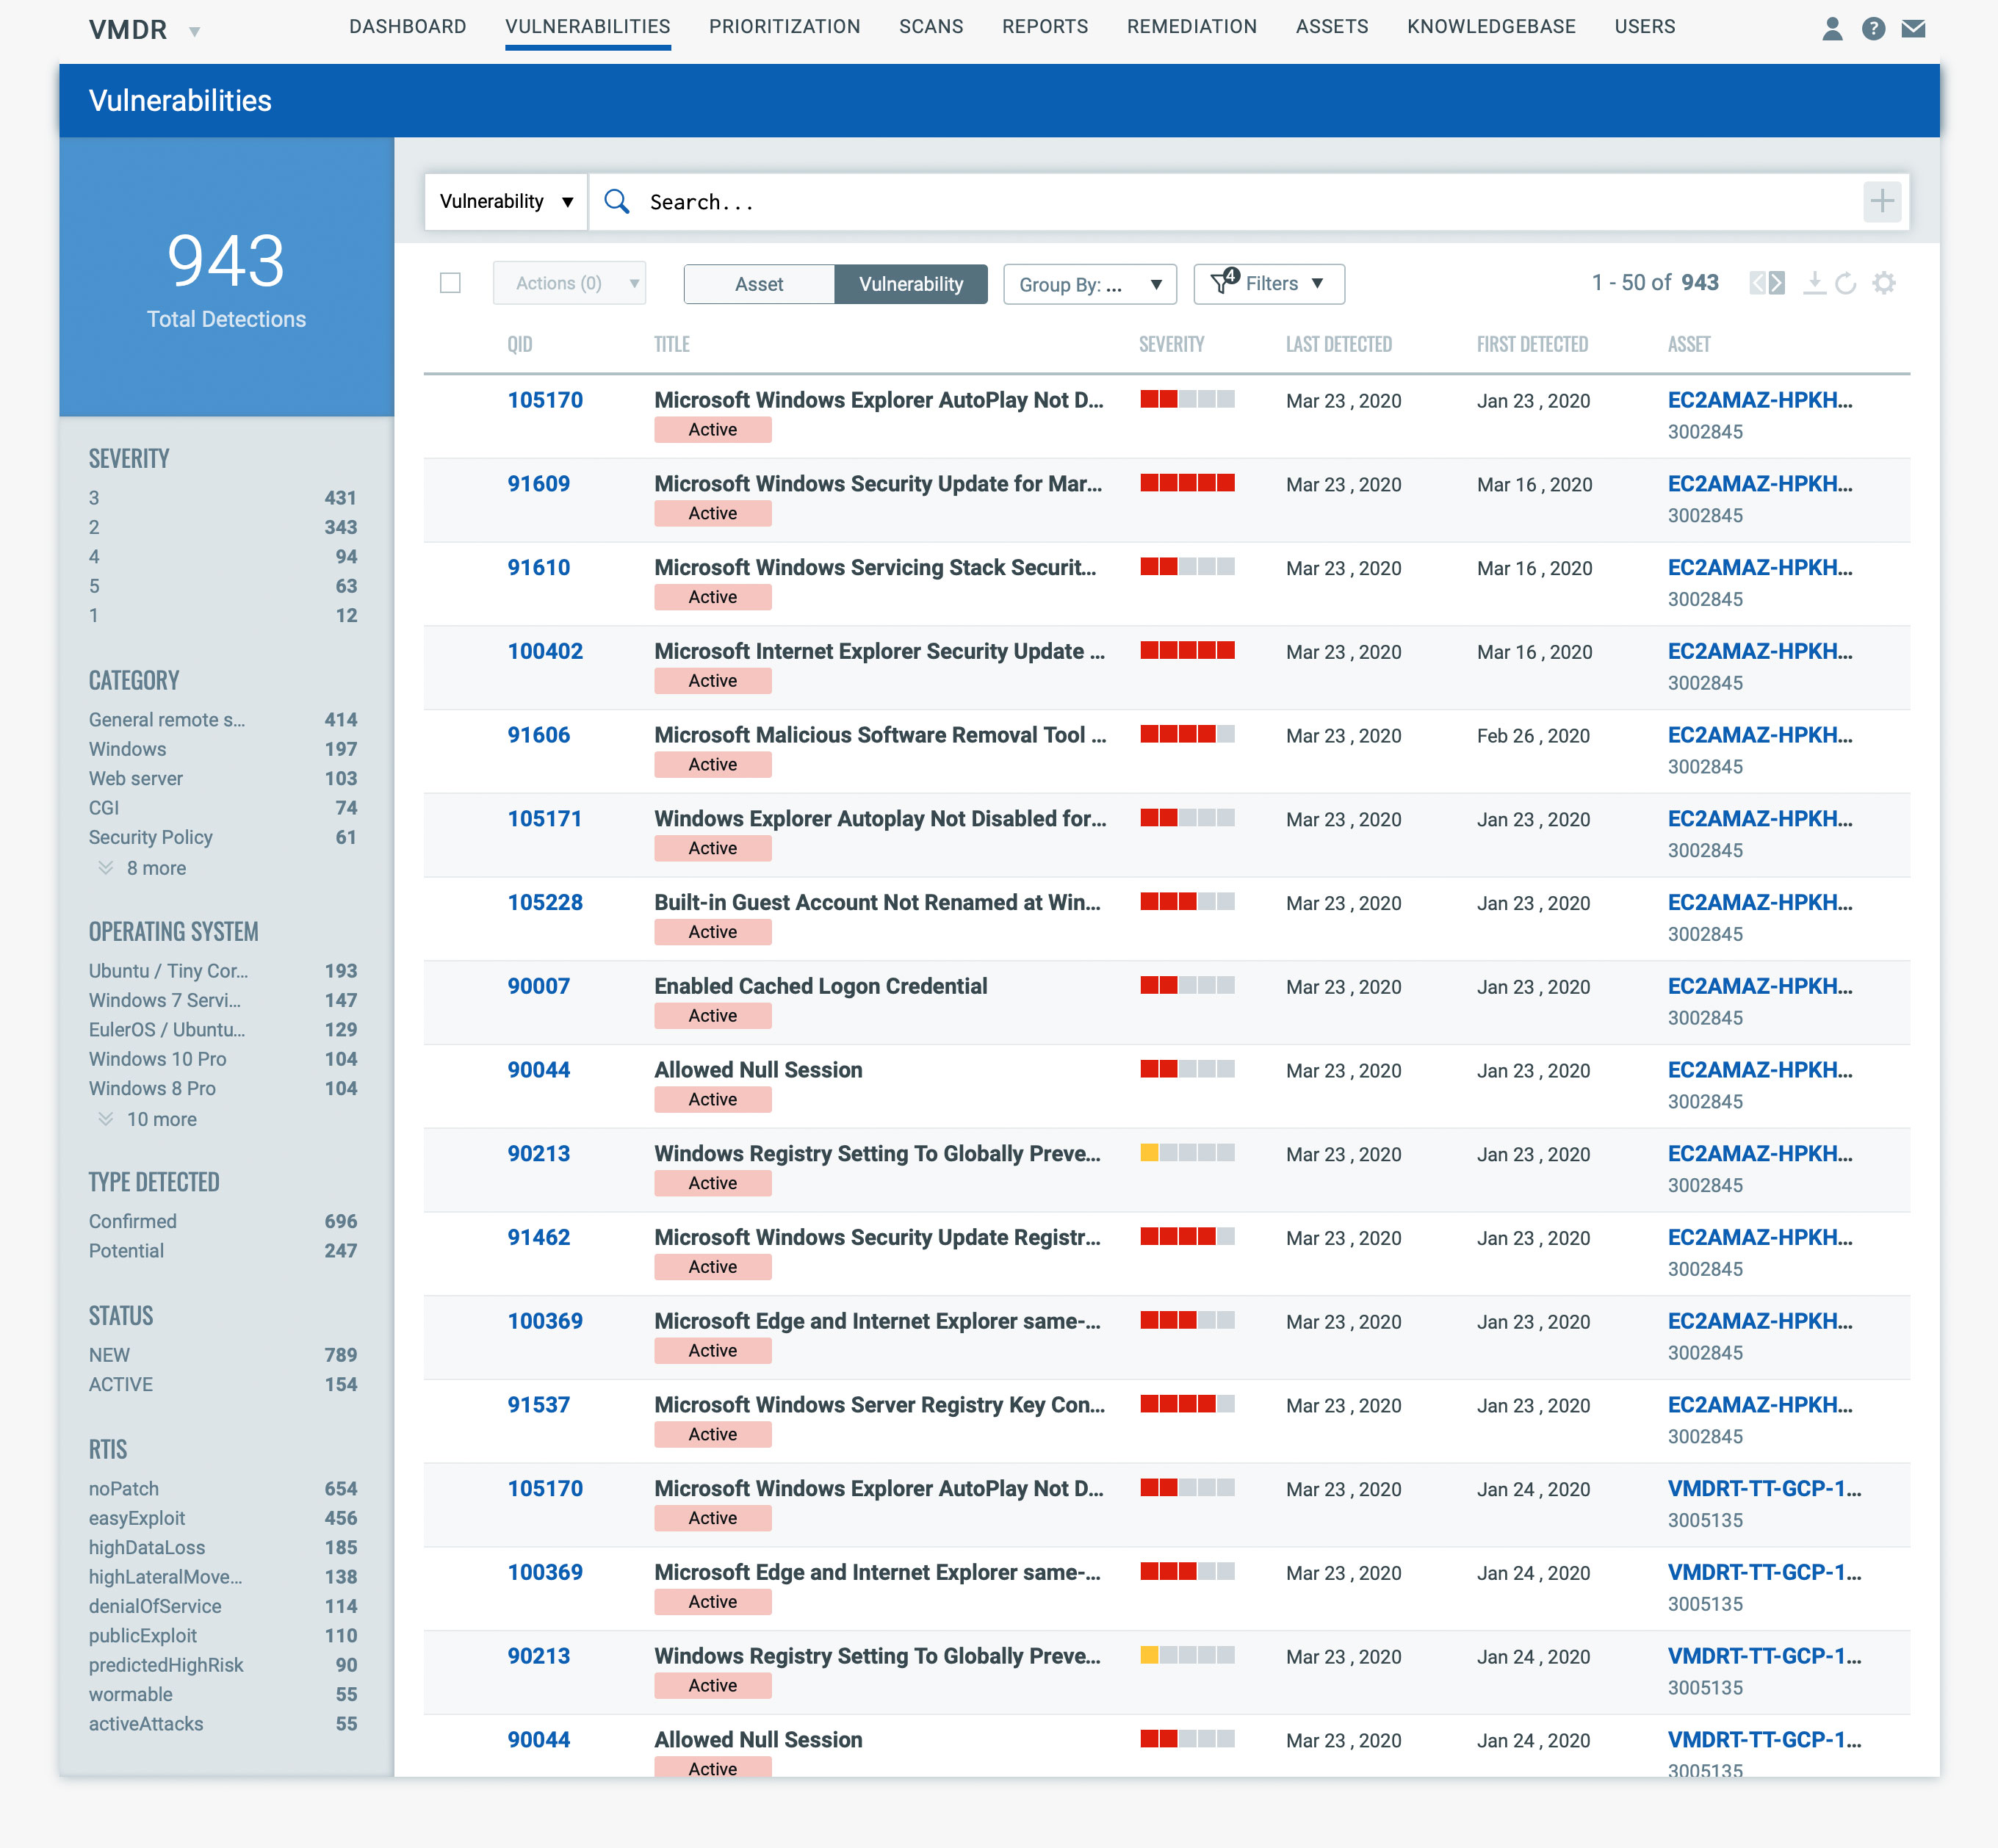 VMDR DASHBOARD VULNERABILITIES PRIORITIZATION SCANS REPORTS REMEDIATION ASSETS KNOWLEDGEBASE USERS
Vulnerabilities
943
Total Detections
SEVERITY
3 431
2 343
4 94
5 63
1 12
CATEGORY
General remote s... 414
Windows 197
Web server 103
CGI 74
Security Policy 61
8 more
OPERATING SYSTEM
Ubuntu / Tiny Cor... 193
Windows 7 Servi... 147
EulerOS / Ubuntu... 129
Windows 10 Pro 104
Windows 8 Pro 104
10 more
TYPE DETECTED
Confirmed 696
Potential 247
STATUS
NEW 789
ACTIVE 154
RTIS
noPatch 654
easyExploit 456
highDataLoss 185
highLateralMove... 138
denialOfService 114
publicExploit 110
predictedHighRisk 90
wormable 55
activeAttacks 55
Vulnerability Search...
Actions (0) Asset Vulnerability Group By: ... 4 Filters 1 - 50 of 943
QID TITLE SEVERITY LAST DETECTED FIRST DETECTED ASSET
105170 Microsoft Windows Explorer AutoPlay Not D... Mar 23 , 2020 Jan 23 , 2020 EC2AMAZ-HPKH...
Active 3002845
91609 Microsoft Windows Security Update for Mar... Mar 23 , 2020 Mar 16 , 2020 EC2AMAZ-HPKH...
Active 3002845
91610 Microsoft Windows Servicing Stack Securit... Mar 23 , 2020 Mar 16 , 2020 EC2AMAZ-HPKH...
Active 3002845
100402 Microsoft Internet Explorer Security Update ... Mar 23 , 2020 Mar 16 , 2020 EC2AMAZ-HPKH...
Active 3002845
91606 Microsoft Malicious Software Removal Tool ... Mar 23 , 2020 Feb 26 , 2020 EC2AMAZ-HPKH...
Active 3002845
105171 Windows Explorer Autoplay Not Disabled for... Mar 23 , 2020 Jan 23 , 2020 EC2AMAZ-HPKH...
Active 3002845
105228 Built-in Guest Account Not Renamed at Win... Mar 23 , 2020 Jan 23 , 2020 EC2AMAZ-HPKH...
Active 3002845
90007 Enabled Cached Logon Credential Mar 23 , 2020 Jan 23 , 2020 EC2AMAZ-HPKH...
Active 3002845
90044 Allowed Null Session Mar 23 , 2020 Jan 23 , 2020 EC2AMAZ-HPKH...
Active 3002845
90213 Windows Registry Setting To Globally Preve... Mar 23 , 2020 Jan 23 , 2020 EC2AMAZ-HPKH...
Active 3002845
91462 Microsoft Windows Security Update Registr... Mar 23 , 2020 Jan 23 , 2020 EC2AMAZ-HPKH...
Active 3002845
100369 Microsoft Edge and Internet Explorer same-... Mar 23 , 2020 Jan 23 , 2020 EC2AMAZ-HPKH...
Active 3002845
91537 Microsoft Windows Server Registry Key Con... Mar 23 , 2020 Jan 23 , 2020 EC2AMAZ-HPKH...
Active 3002845
105170 Microsoft Windows Explorer AutoPlay Not D... Mar 23 , 2020 Jan 24 , 2020 VMDRT-TT-GCP-1...
Active 3005135
100369 Microsoft Edge and Internet Explorer same-... Mar 23 , 2020 Jan 24 , 2020 VMDRT-TT-GCP-1...
Active 3005135
90213 Windows Registry Setting To Globally Preve... Mar 23 , 2020 Jan 24 , 2020 VMDRT-TT-GCP-1...
Active 3005135
90044 Allowed Null Session Mar 23 , 2020 Jan 24 , 2020 VMDRT-TT-GCP-1...
Active 3005135